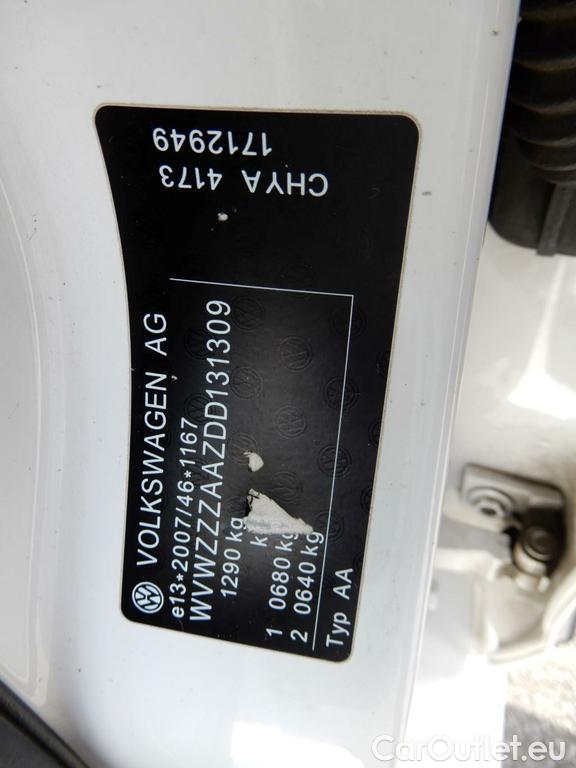 VOLKSWAGEN AG
e13*2007/46*1167
WVWZZZAAZDD131309
1290 kg
kg
1 0680 kg
2 0640 kg
Typ AA
CHYA 4173
1712949
CarOutlet.eu